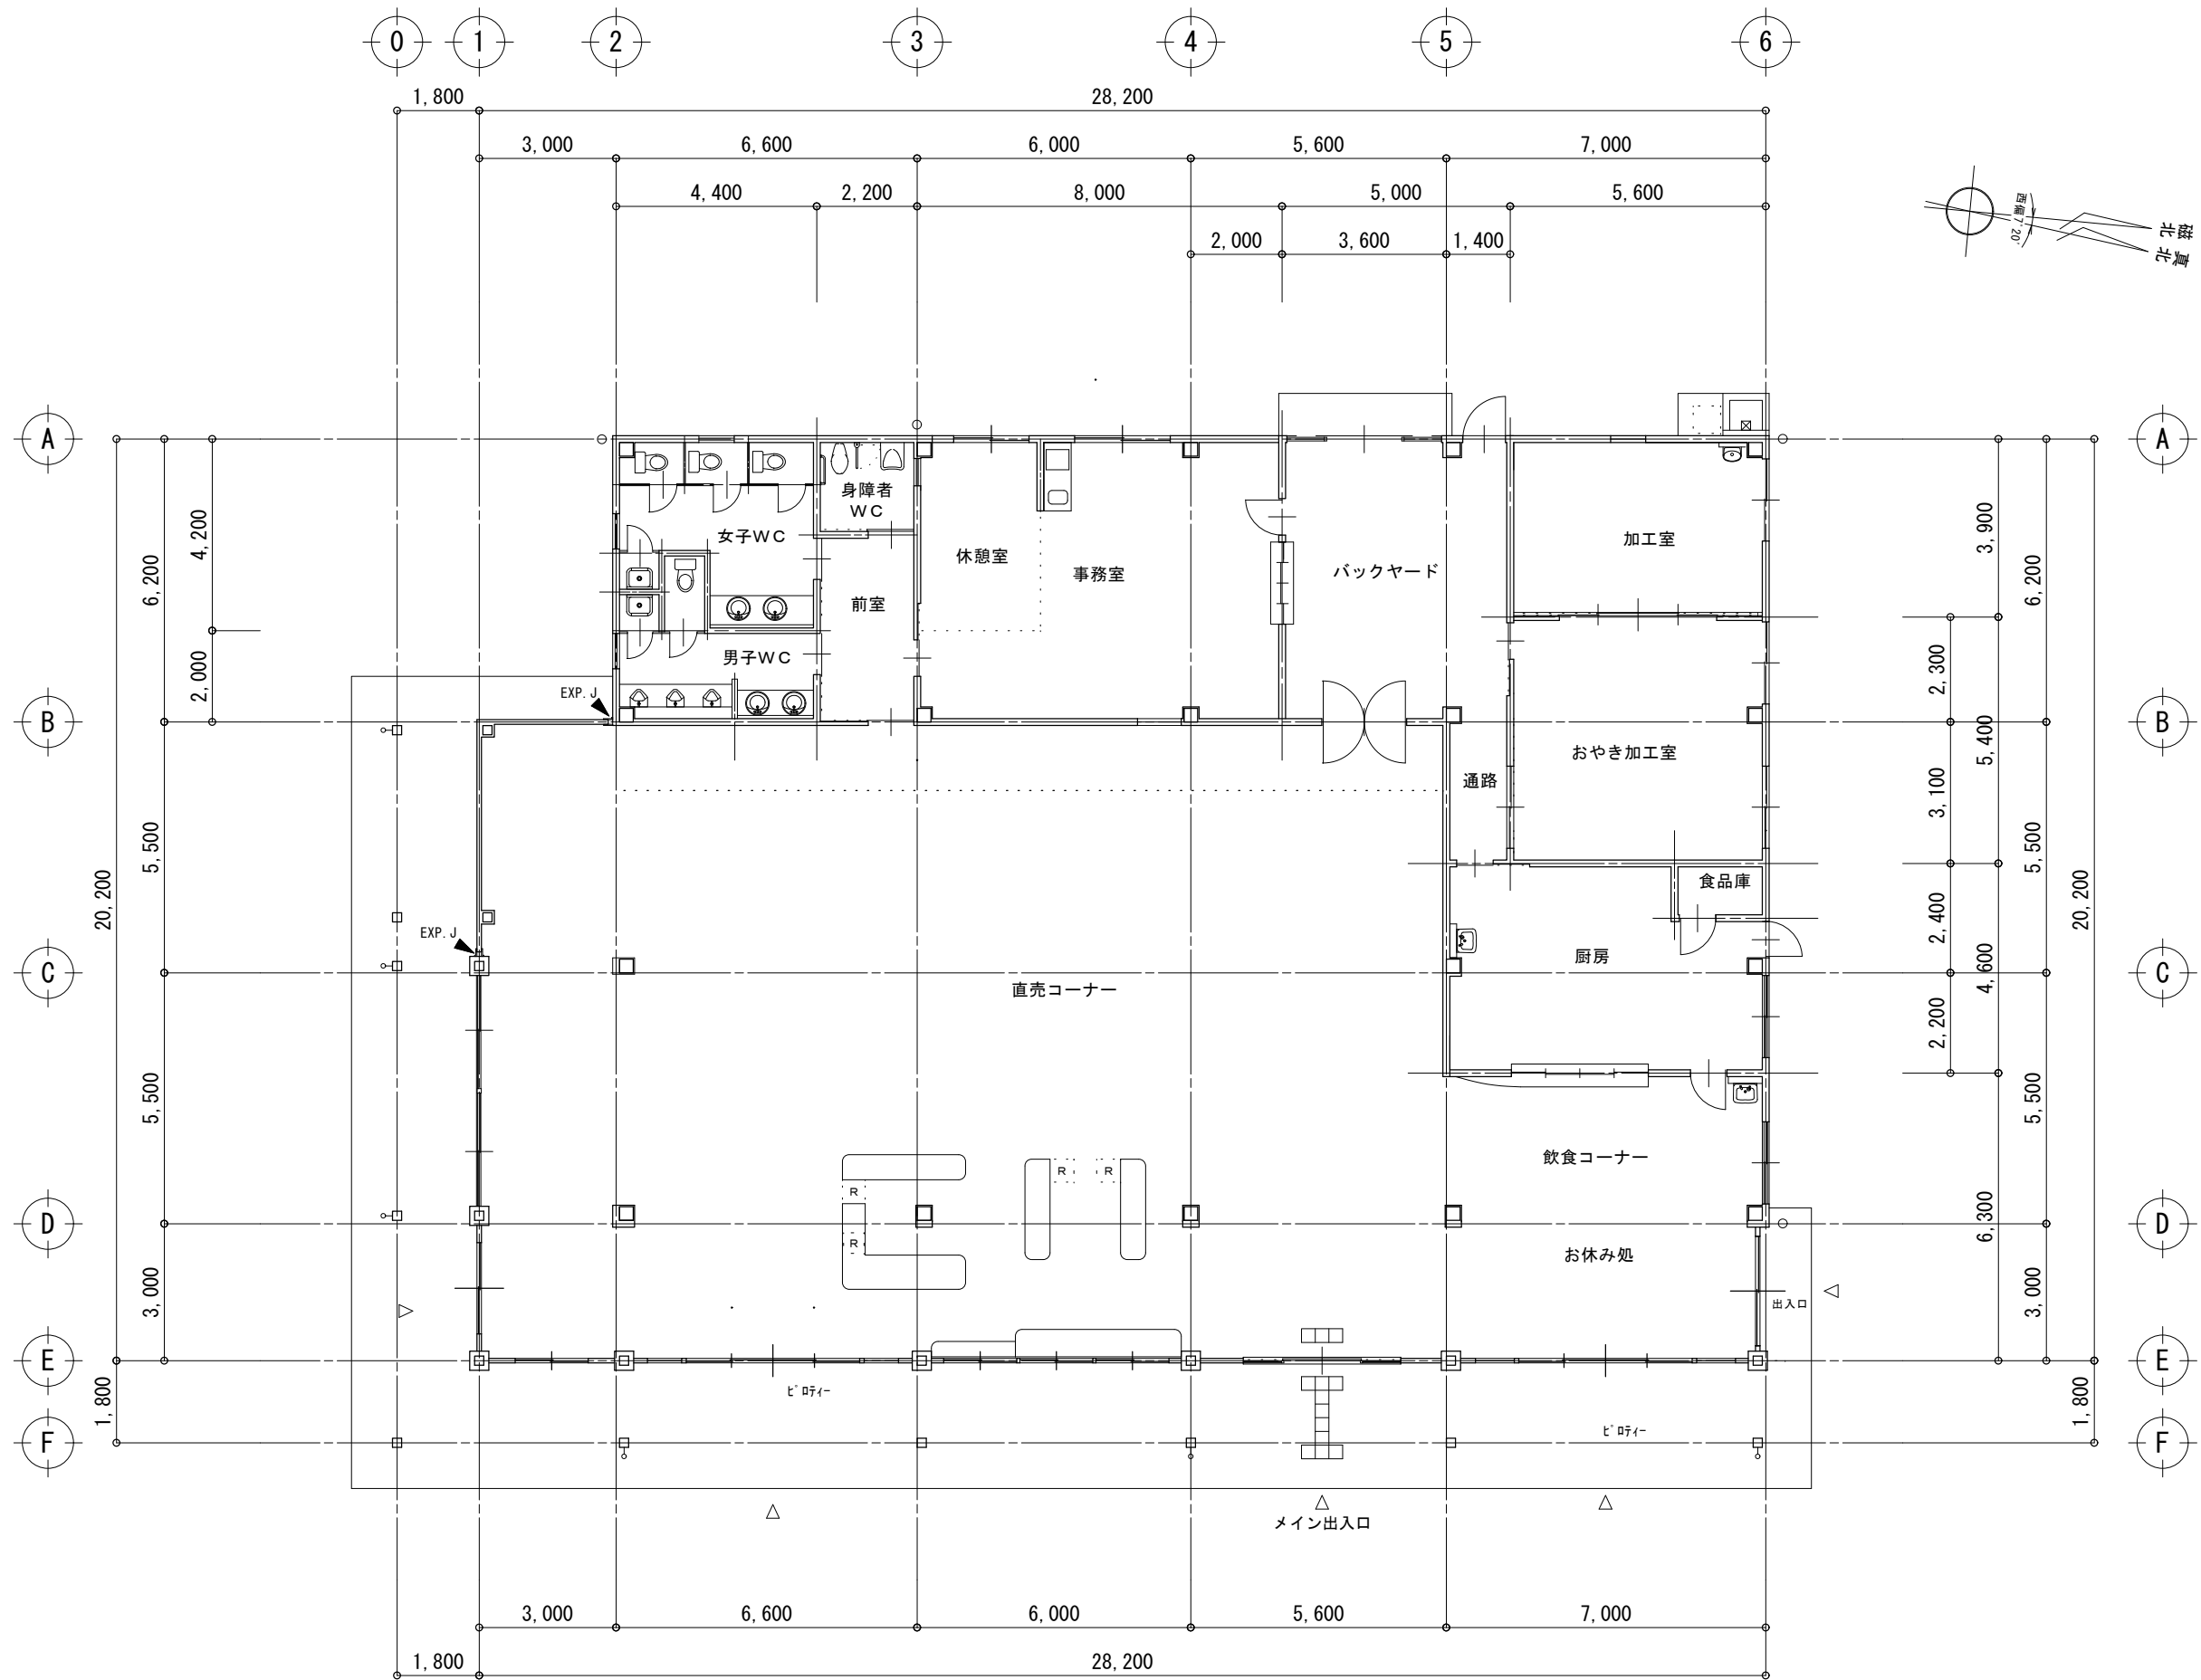 0 1 2 3 4 5 6
1,800 28,200
3,000 6,600 6,000 5,600 7,000
4,400 2,200 8,000 5,000 5,600
2,000 3,600 1,400
西偏7°20'
磁北
真北
A A
B B
C C
D D
E E
F F
20,200
6,200
5,500
5,500
3,000
1,800
4,200
2,000
3,900
2,300
3,100
2,400
2,200
5,400
4,600
6,300
6,200
5,500
5,500
3,000
20,200
1,800
身障者
WC
女子WC
男子WC
前室
休憩室
事務室
バックヤード
加工室
おやき加工室
通路
食品庫
厨房
EXP.J
EXP.J
直売コーナー
飲食コーナー
お休み処
出入口
R
R
R R
ピロティー
ピロティー
メイン出入口
3,000 6,600 6,000 5,600 7,000
1,800 28,200